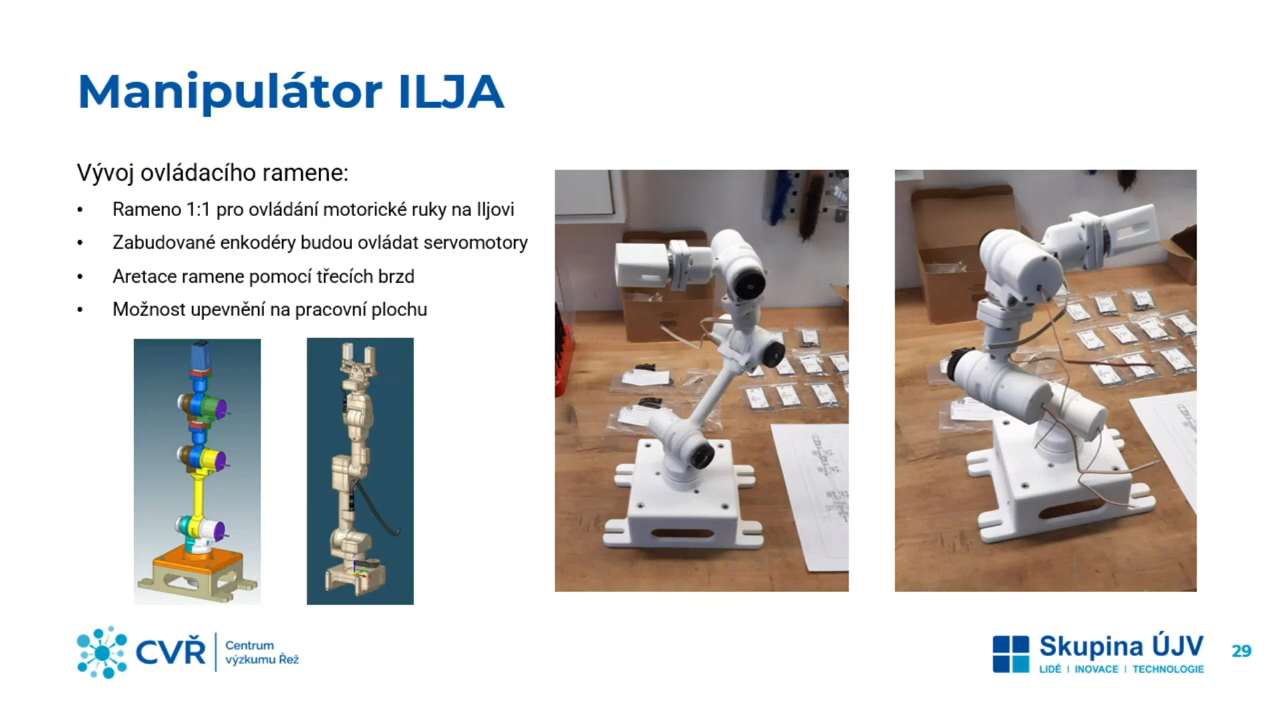 Manipulátor ILJA
Vývoj ovládacího ramene:
• Rameno 1:1 pro ovládání motorické ruky na Iljovi
• Zabudované enkodéry budou ovládat servomotory
• Aretace ramene pomocí třecích brzd
• Možnost upevnění na pracovní plochu
CVŘ
Centrum
výzkumu Řež
Skupina ÚJV
LIDÉ | INOVACE | TECHNOLOGIE
29